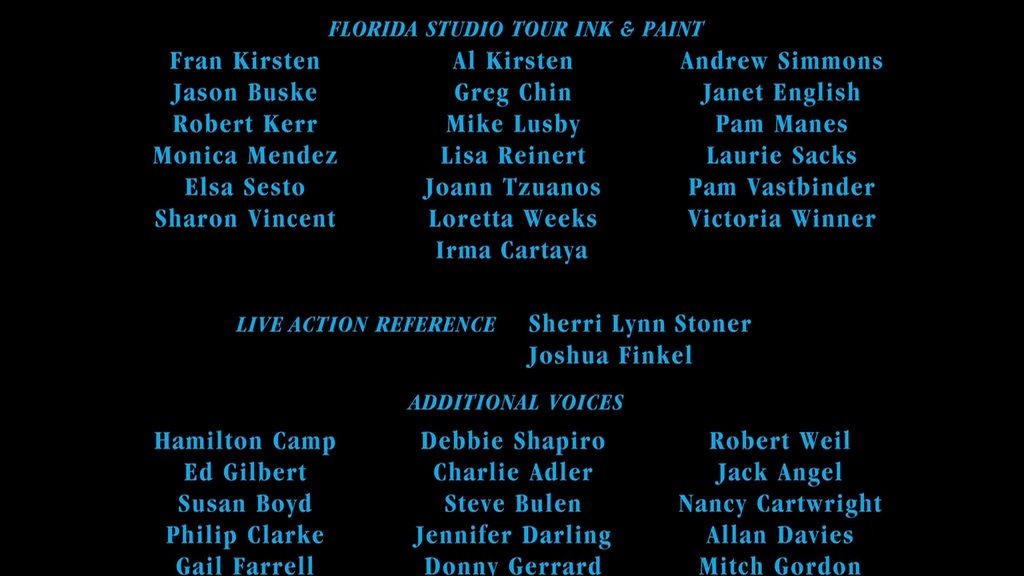 FLORIDA STUDIO TOUR INK & PAINT
Fran Kirsten Al Kirsten Andrew Simmons
Jason Buske Greg Chin Janet English
Robert Kerr Mike Lusby Pam Manes
Monica Mendez Lisa Reinert Laurie Sacks
Elsa Sesto Joann Tzuanos Pam Vastbinder
Sharon Vincent Loretta Weeks Victoria Winner
Irma Cartaya
LIVE ACTION REFERENCE Sherri Lynn Stoner
Joshua Finkel
ADDITIONAL VOICES
Hamilton Camp Debbie Shapiro Robert Weil
Ed Gilbert Charlie Adler Jack Angel
Susan Boyd Steve Bulen Nancy Cartwright
Philip Clarke Jennifer Darling Allan Davies
Gail Farrell Donny Gerrard Mitch Gordon